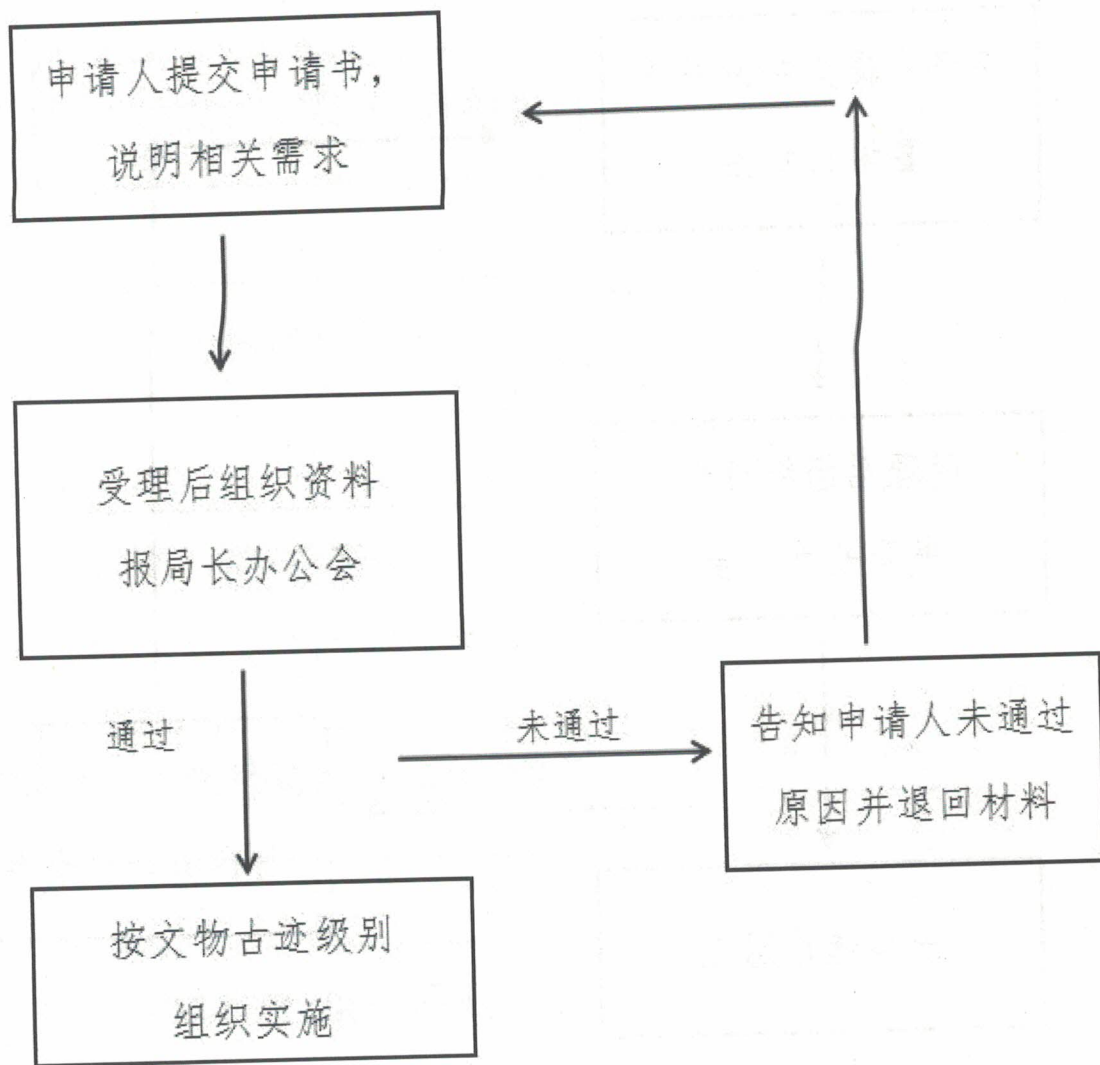 申请人提交申请书，
说明相关需求
受理后组织资料
报局长办公会
通过
未通过
告知申请人未通过
原因并退回材料
按文物古迹级别
组织实施